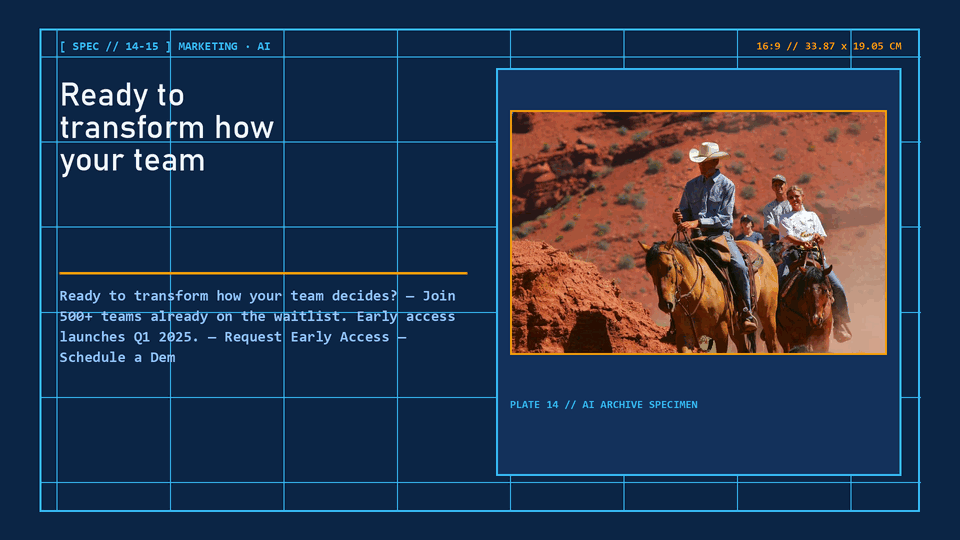 [ SPEC // 14-15 ] MARKETING · AI
16:9 // 33.87 x 19.05 CM
Ready to
transform how
your team
Ready to transform how your team decides? — Join
500+ teams already on the waitlist. Early access
launches Q1 2025. — Request Early Access —
Schedule a Dem
PLATE 14 // AI ARCHIVE SPECIMEN